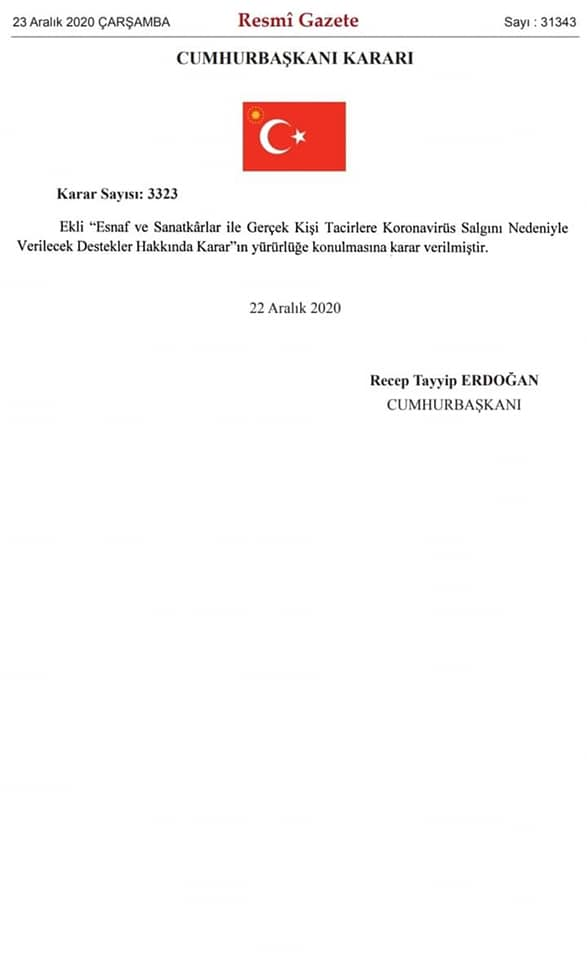 23 Aralık 2020 ÇARŞAMBA Resmî Gazete Sayı : 31343
CUMHURBAŞKANI KARARI
Karar Sayısı: 3323
Ekli “Esnaf ve Sanatkârlar ile Gerçek Kişi Tacirlere Koronavirüs Salgını Nedeniyle
Verilecek Destekler Hakkında Karar”ın yürürlüğe konulmasına karar verilmiştir.
22 Aralık 2020
Recep Tayyip ERDOĞAN
CUMHURBAŞKANI